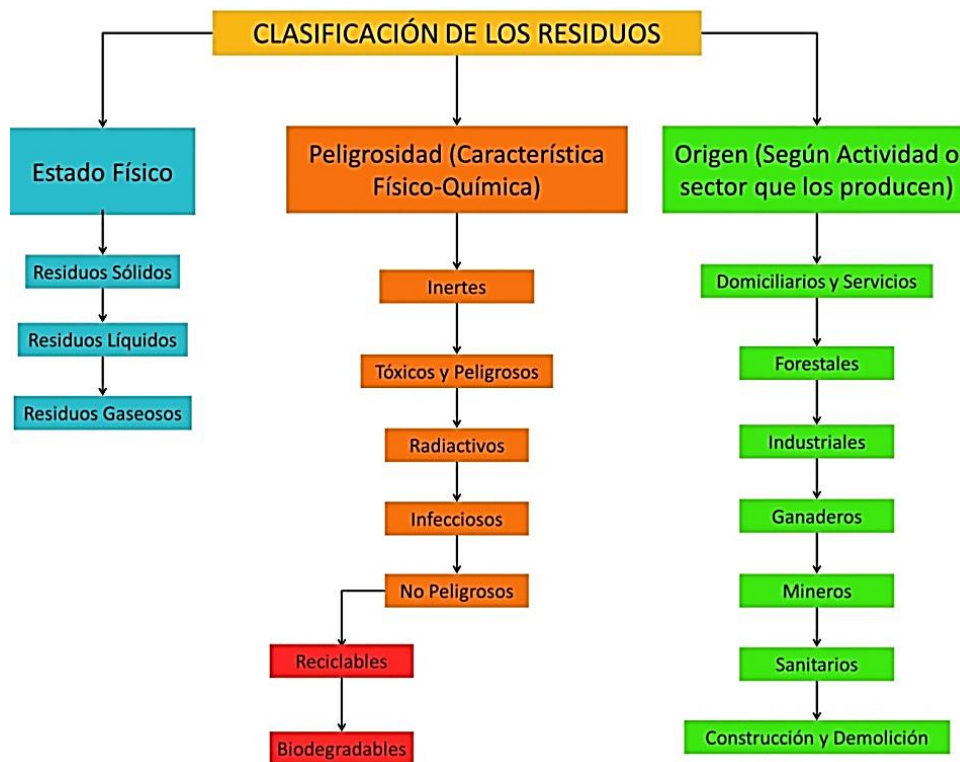 CLASIFICACIÓN DE LOS RESIDUOS
Estado Físico
Residuos Sólidos
Residuos Líquidos
Residuos Gaseosos
Peligrosidad (Característica
Físico-Química)
Inertes
Tóxicos y Peligrosos
Radiactivos
Infecciosos
No Peligrosos
Reciclables
Biodegradables
Origen (Según Actividad o
sector que los producen)
Domiciliarios y Servicios
Forestales
Industriales
Ganaderos
Mineros
Sanitarios
Construcción y Demolición